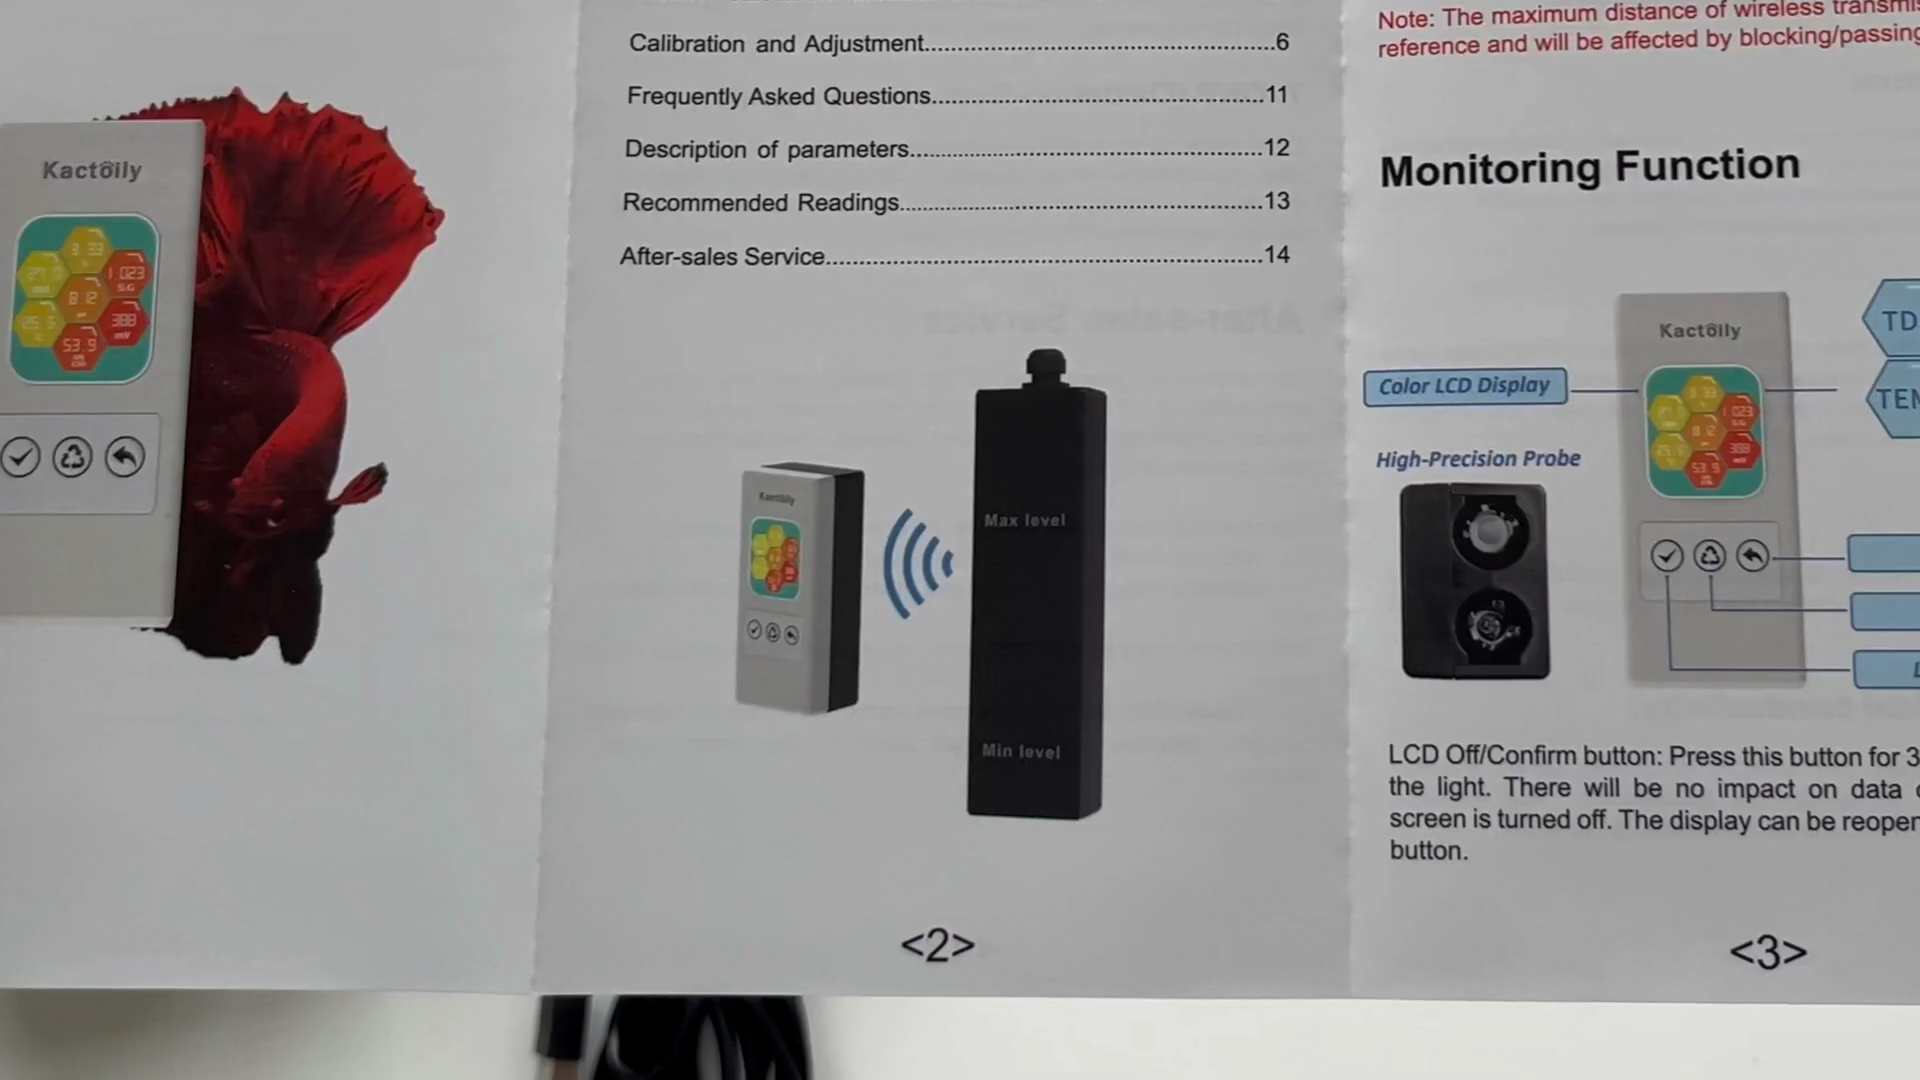 Kactoily
Calibration and Adjustment.....................................................6
Frequently Asked Questions..................................................11
Description of parameters.....................................................12
Recommended Readings......................................................13
After-sales Service.................................................................14
Kactoily
Max level
Min level
<2>
Note: The maximum distance of wireless
reference and will be affected by blocking/passing
Monitoring Function
Color LCD Display
High-Precision Probe
Kactoily
TD
TEM
LCD Off/Confirm button: Press this button for 3
the light. There will be no impact on data
screen is turned off. The display can be reopen
button.
<3>